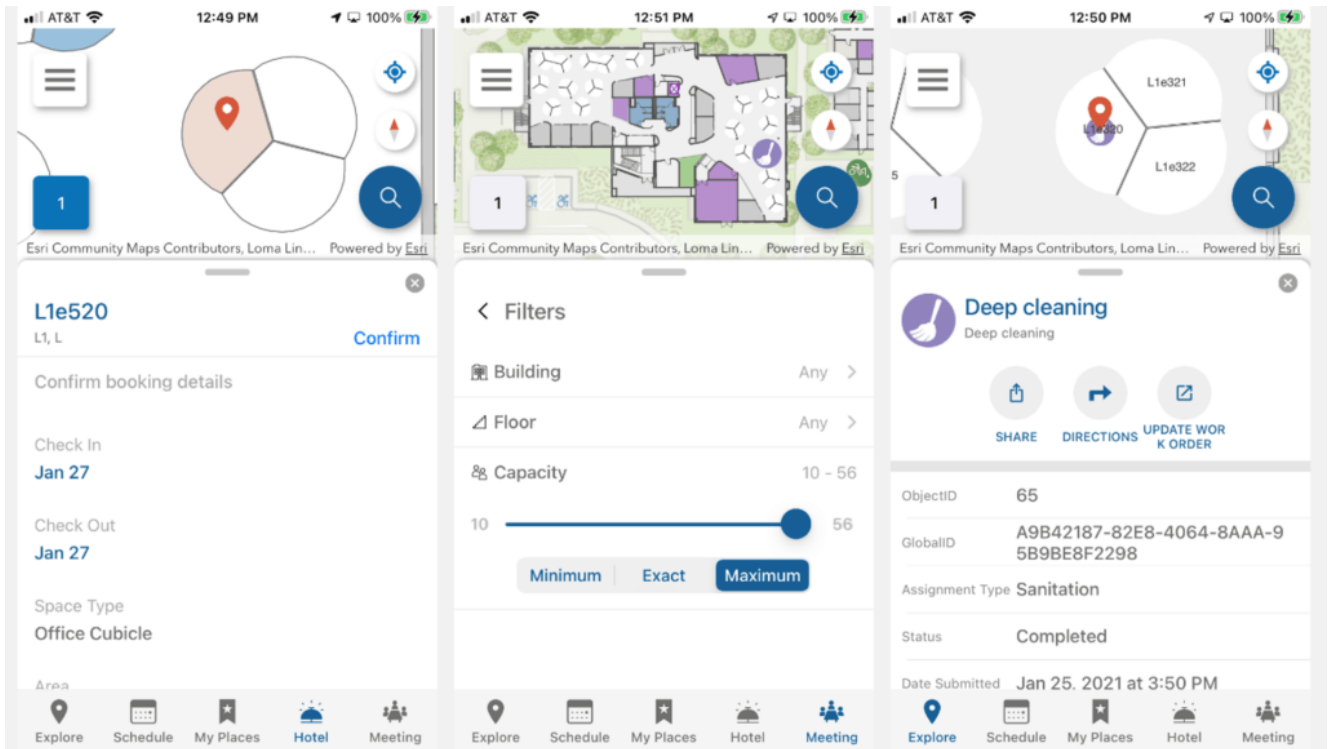 AT&T 12:49 PM 100%
1
Esri Community Maps Contributors, Loma Lin... Powered by Esri
L1e520
L1, L
Confirm
Confirm booking details
Check In
Jan 27
Check Out
Jan 27
Space Type
Office Cubicle
Area
Explore Schedule My Places Hotel Meeting
AT&T 12:51 PM 100%
1
Esri Community Maps Contributors, Loma Lin... Powered by Esri
Filters
Building Any
Floor Any
Capacity 10 - 56
10 56
Minimum Exact Maximum
Explore Schedule My Places Hotel Meeting
AT&T 12:50 PM 100%
L1e321
L1e320
L1e322
5
1
Esri Community Maps Contributors, Loma Lin... Powered by Esri
Deep cleaning
Deep cleaning
SHARE DIRECTIONS UPDATE WOR
K ORDER
ObjectID 65
GlobalID A9B42187-82E8-4064-8AAA-9
5B9BE8F2298
Assignment Type Sanitation
Status Completed
Date Submitted Jan 25, 2021 at 3:50 PM
Explore Schedule My Places Hotel Meeting